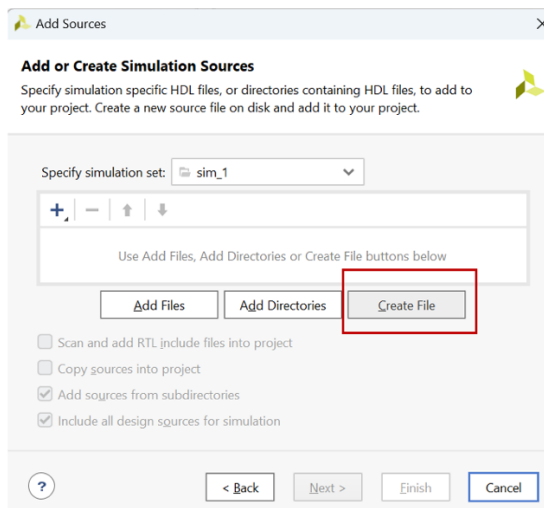 Add Sources
Add or Create Simulation Sources
Specify simulation specific HDL files, or directories containing HDL files, to add to
your project. Create a new source file on disk and add it to your project.
Specify simulation set: sim_1
Use Add Files, Add Directories or Create File buttons below
Add Files Add Directories Create File
Scan and add RTL include files into project
Copy sources into project
Add sources from subdirectories
Include all design sources for simulation
? < Back Next > Finish Cancel